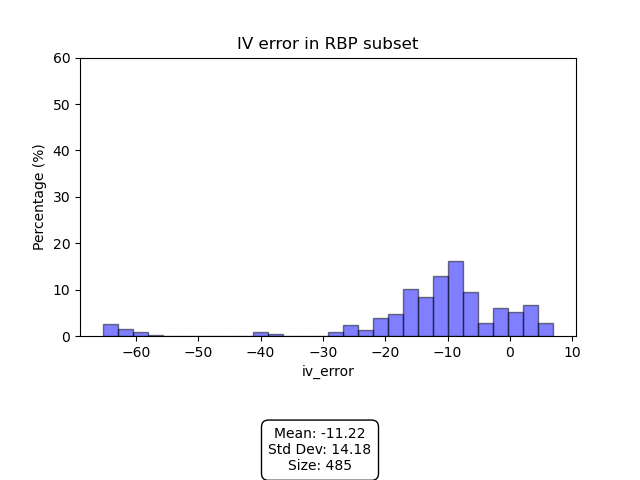 IV error in RBP subset
60
50
40
30
20
10
0
Percentage (%)
−60 −50 −40 −30 −20 −10 0 10
iv_error
Mean: -11.22
Std Dev: 14.18
Size: 485